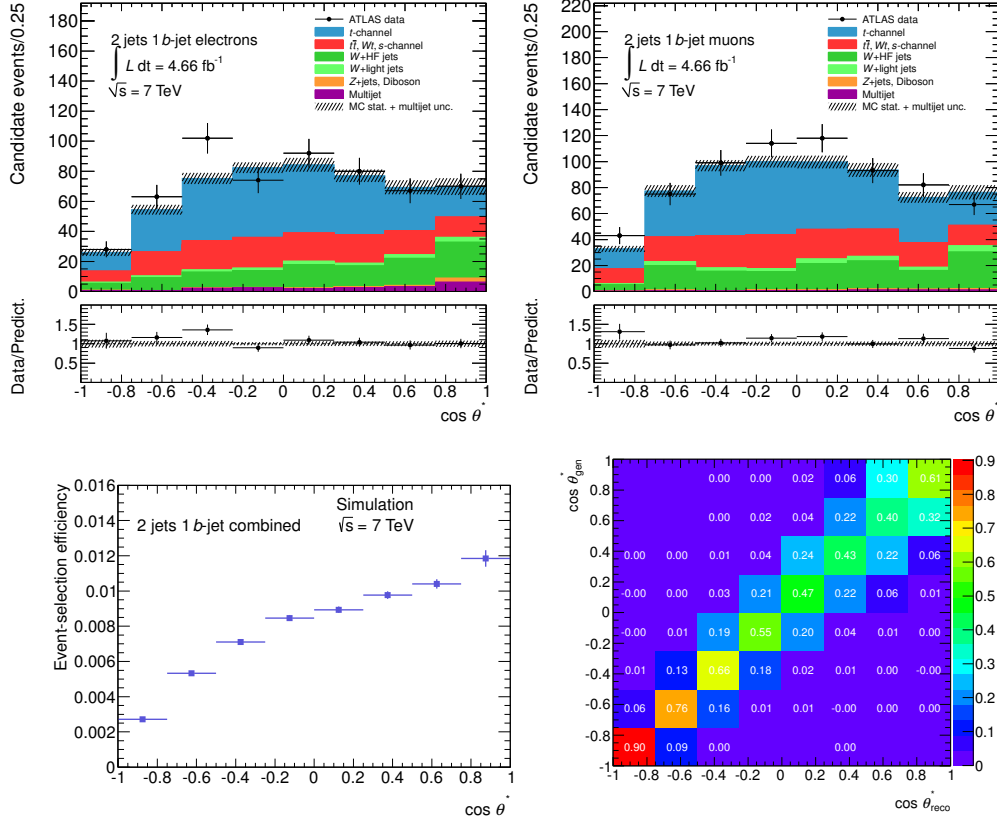 Candidate events/0.25
180
160
140
120
100
80
60
40
20
0
2 jets 1 b-jet electrons
∫ L dt = 4.66 fb⁻¹
√s = 7 TeV
ATLAS data
t-channel
tt̄, Wt, s-channel
W+HF jets
W+light jets
Z+jets, Diboson
Multijet
MC stat. + multijet unc.
Data/Predict.
1.5
1
0.5
-1 -0.8 -0.6 -0.4 -0.2 0 0.2 0.4 0.6 0.8 1
cos θ*
Candidate events/0.25
220
200
180
160
140
120
100
80
60
40
20
0
2 jets 1 b-jet muons
∫ L dt = 4.66 fb⁻¹
√s = 7 TeV
ATLAS data
t-channel
tt̄, Wt, s-channel
W+HF jets
W+light jets
Z+jets, Diboson
Multijet
MC stat. + multijet unc.
Data/Predict.
1.5
1
0.5
-1 -0.8 -0.6 -0.4 -0.2 0 0.2 0.4 0.6 0.8 1
cos θ*
Event-selection efficiency
0.016
0.014
0.012
0.01
0.008
0.006
0.004
0.002
0
2 jets 1 b-jet combined
Simulation
√s = 7 TeV
-1 -0.8 -0.6 -0.4 -0.2 0 0.2 0.4 0.6 0.8 1
cos θ*
cos θ*gen
1
0.8
0.6
0.4
0.2
0
-0.2
-0.4
-0.6
-0.8
-1
0.00 0.00 0.02 0.06 0.30 0.61
0.00 0.02 0.04 0.22 0.40 0.32
0.00 0.00 0.01 0.04 0.24 0.43 0.22 0.06
-0.00 0.00 0.03 0.21 0.47 0.22 0.06 0.01
-0.00 0.01 0.19 0.55 0.20 0.04 0.01 0.00
0.01 0.13 0.66 0.18 0.02 0.01 0.00 -0.00
0.06 0.76 0.16 0.01 0.01 -0.00 0.00 0.00
0.90 0.09 0.00 0.00
-1 -0.8 -0.6 -0.4 -0.2 0 0.2 0.4 0.6 0.8 1
cos θ*reco
0.9
0.8
0.7
0.6
0.5
0.4
0.3
0.2
0.1
0